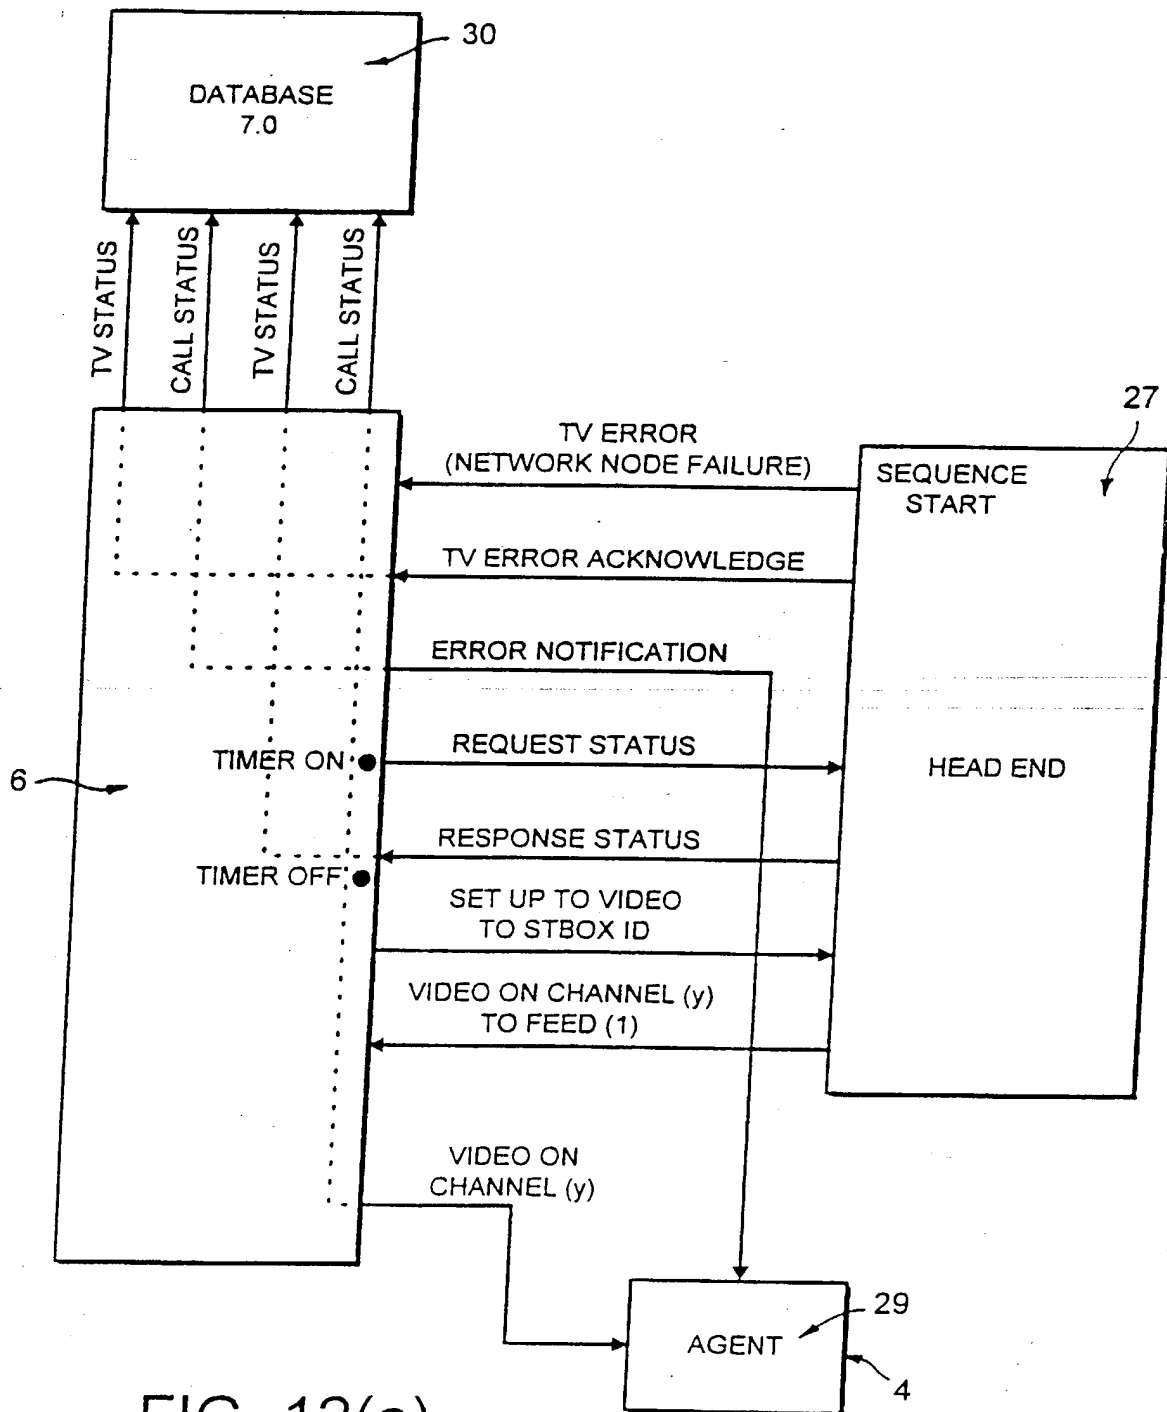 30
DATABASE
7.0
TV STATUS
CALL STATUS
TV STATUS
CALL STATUS
27
TV ERROR
(NETWORK NODE FAILURE)
SEQUENCE
START
TV ERROR ACKNOWLEDGE
ERROR NOTIFICATION
TIMER ON
REQUEST STATUS
HEAD END
6
RESPONSE STATUS
TIMER OFF
SET UP TO VIDEO
TO STBOX ID
VIDEO ON CHANNEL (y)
TO FEED (1)
VIDEO ON
CHANNEL (y)
29
AGENT
4